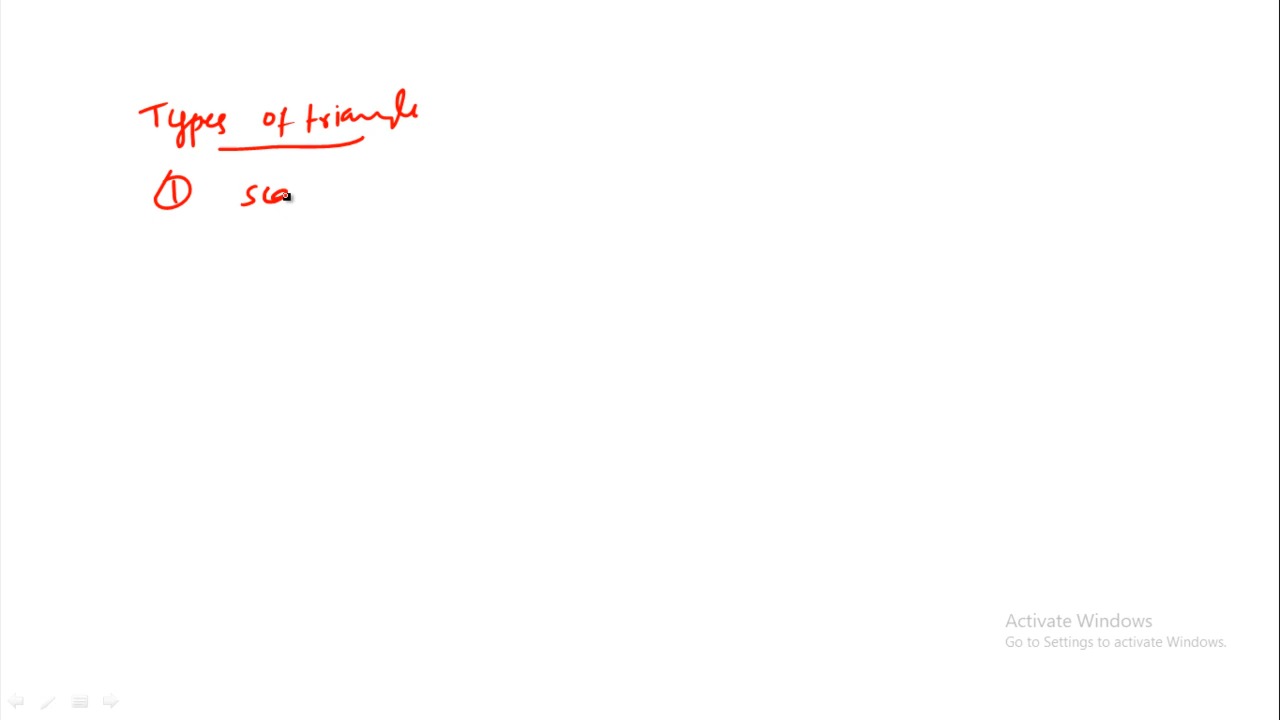 Types of triangle
① sca
Activate Windows
Go to Settings to activate Windows.